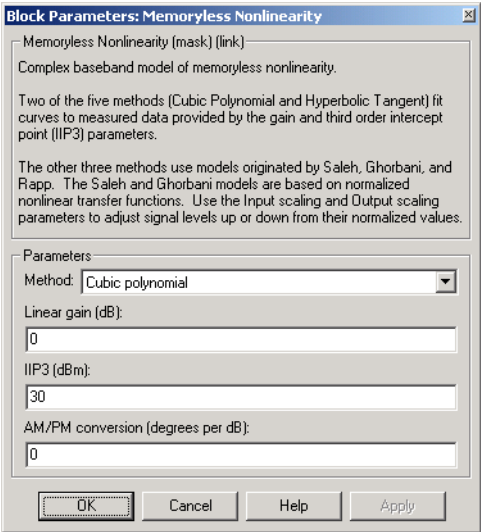 Block Parameters: Memoryless Nonlinearity
Memoryless Nonlinearity (mask) (link)
Complex baseband model of memoryless nonlinearity.
Two of the five methods (Cubic Polynomial and Hyperbolic Tangent) fit
curves to measured data provided by the gain and third order intercept
point (IIP3) parameters.
The other three methods use models originated by Saleh, Ghorbani, and
Rapp.  The Saleh and Ghorbani models are based on normalized
nonlinear transfer functions.  Use the Input scaling and Output scaling
parameters to adjust signal levels up or down from their normalized values.
Parameters
Method: Cubic polynomial
Linear gain (dB):
0
IIP3 (dBm):
30
AM/PM conversion (degrees per dB):
0
OK Cancel Help Apply